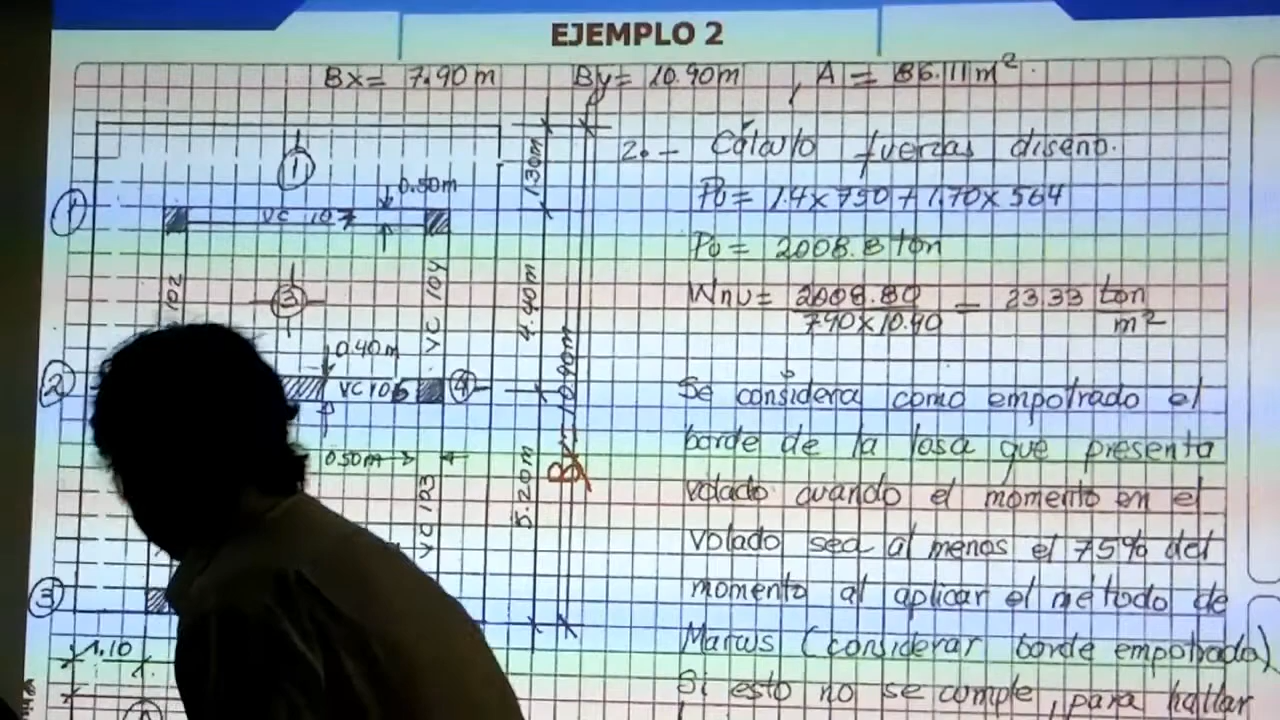 EJEMPLO 2
Bx = 7.90 m By = 10.90 m , A = 86.11 m²
1
0.50m
1.30m
1
VC 107
102
3
VC 104
4.40m
0.40m
2
VC 105
4
0.50m
VC 103
5.20m
By = 10.90m
3
1.10
2.- Cálculo fuerzas diseño.
Pu = 1.4 x 750 + 1.70 x 564
Pu = 2008.8 ton
Wnu = 2008.80 = 23.33 ton
7.90 x 10.90 m²
Se considera como empotrado el
borde de la losa que presenta
volado cuando el momento en el
volado sea al menos el 75% del
momento al aplicar el método de
Marcus (considerar borde empotrado)
Si esto no se cumple, para hallar